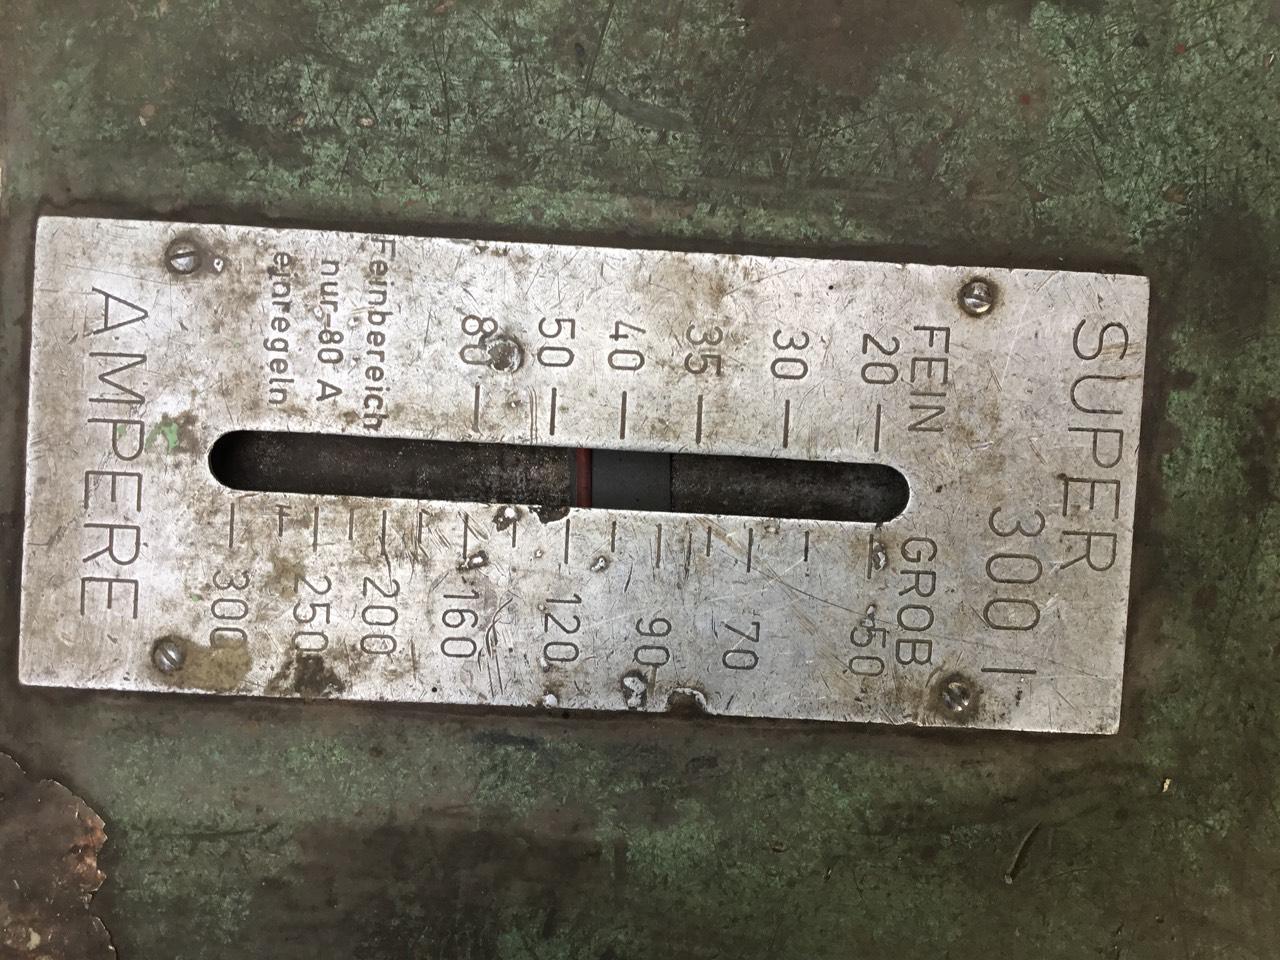 SUPER
300 I
FEIN GROB
20 50
30 70
35 90
40 120
50 160
80 200
250
300
Feinbereich
nur-80 A
einregeln
AMPERE